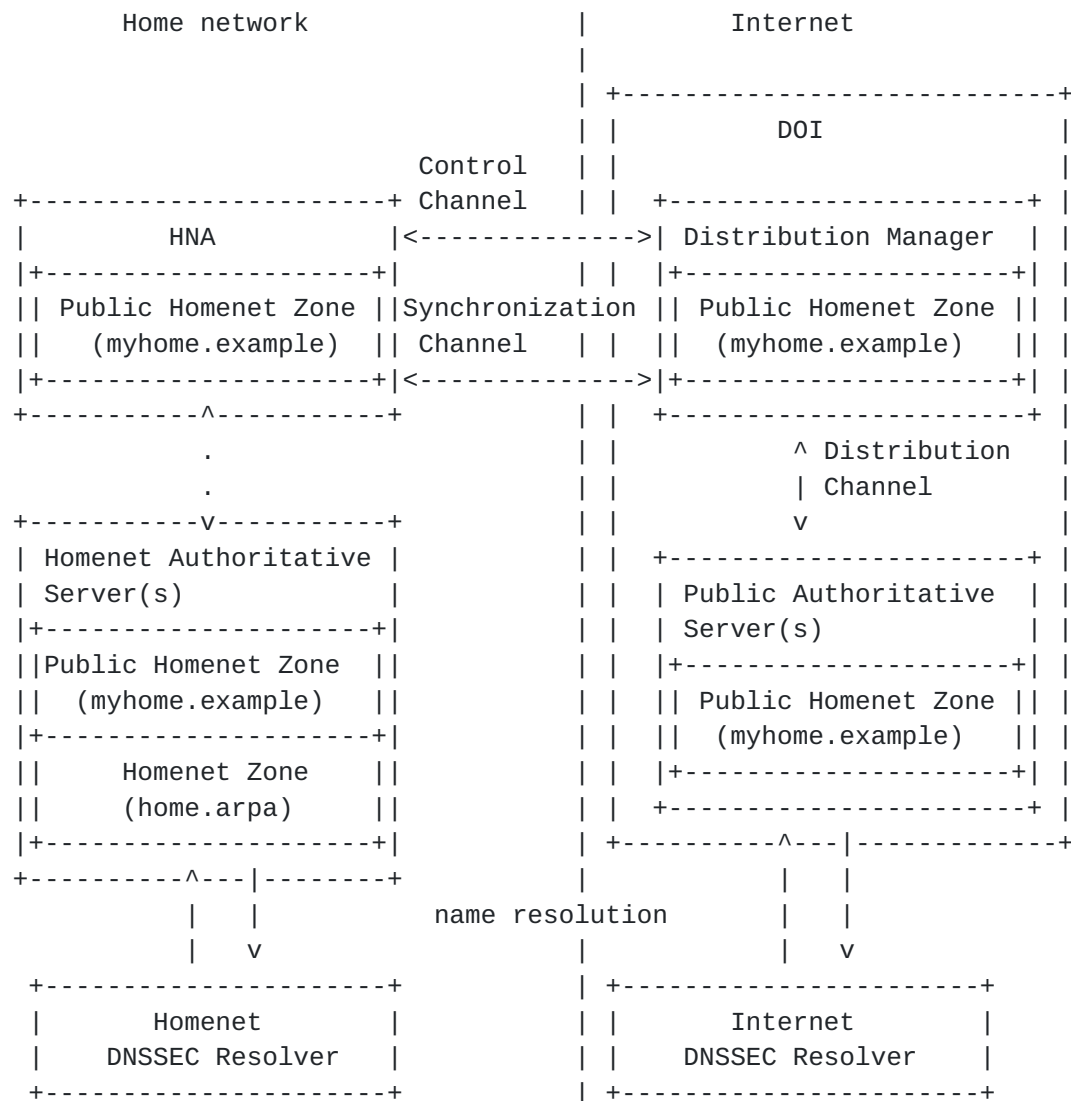 Home network                 |         Internet
                                     |
                                     | +----------------------------+
                                     | |          DOI               |
                          Control    | |                            |
+-----------------------+ Channel    | |  +-----------------------+ |
|         HNA           |<-------------->| Distribution Manager  | |
|+---------------------+|            | |  |+---------------------+| |
|| Public Homenet Zone ||Synchronization || Public Homenet Zone || |
||   (myhome.example)  || Channel    | |  ||  (myhome.example)   || |
|+---------------------+|<-------------->|+---------------------+| |
+-----------^-----------+            | |  +-----------------------+ |
            .                        | |           ^ Distribution   |
            .                        | |           | Channel        |
+-----------v-----------+            | |           v                |
| Homenet Authoritative |            | |  +-----------------------+ |
| Server(s)             |            | |  | Public Authoritative  | |
|+---------------------+|            | |  | Server(s)             | |
||Public Homenet Zone  ||            | |  |+---------------------+| |
||  (myhome.example)   ||            | |  || Public Homenet Zone || |
|+---------------------+|            | |  ||  (myhome.example)   || |
||     Homenet Zone    ||            | |  |+---------------------+| |
||     (home.arpa)     ||            | |  +-----------------------+ |
|+---------------------+|            | +----------^---|-------------+
+----------^---|--------+            |            |   |
           |   |           name resolution        |   |
           |   v                     |            |   v
 +----------------------+            | +-----------------------+
 |       Homenet        |            | |       Internet        |
 |    DNSSEC Resolver   |            | |    DNSSEC Resolver    |
 +----------------------+            | +-----------------------+